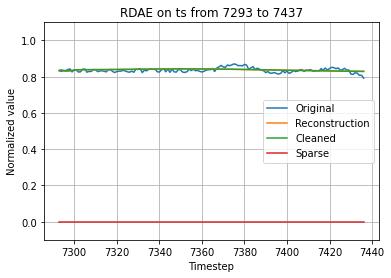 RDAE on ts from 7293 to 7437
1.0
0.8
0.6
0.4
0.2
0.0
Normalized value
Original
Reconstruction
Cleaned
Sparse
7300 7320 7340 7360 7380 7400 7420 7440
Timestep